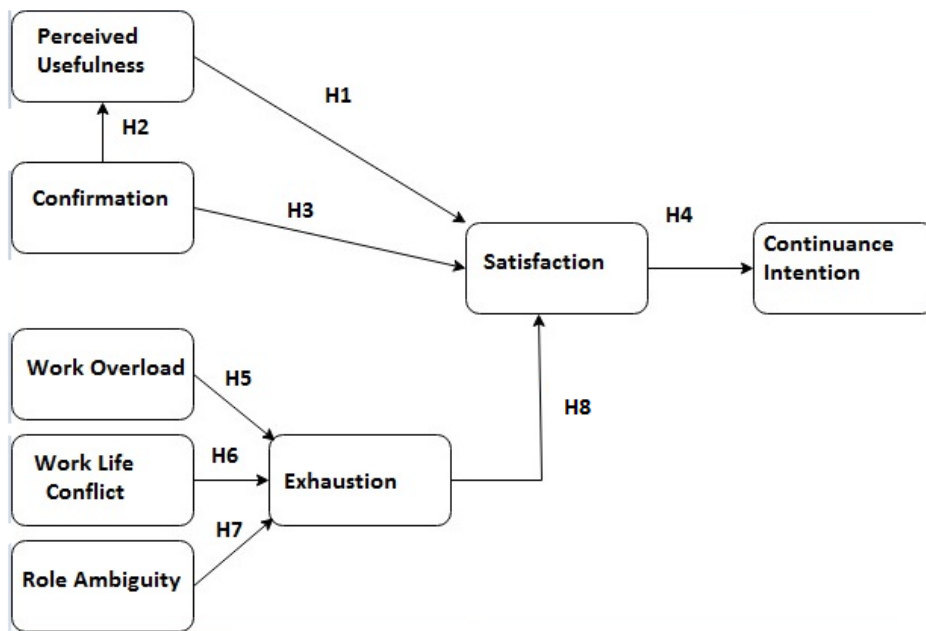 Perceived
Usefulness
H1
H2
Confirmation
H3
H4
Satisfaction
Continuance
Intention
Work Overload
H5
H8
Work Life
Conflict
H6
Exhaustion
H7
Role Ambiguity